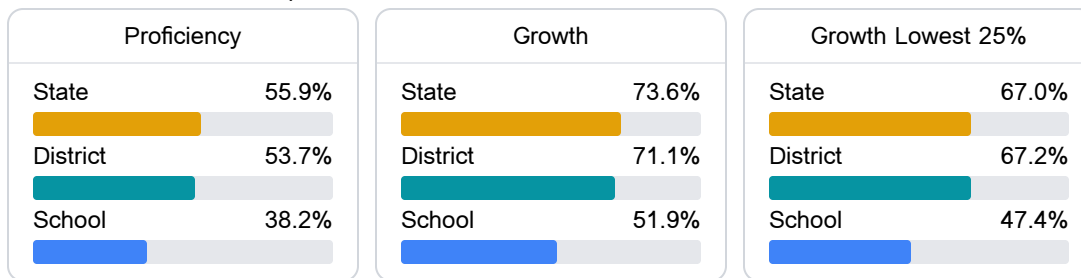 Proficiency
State 55.9%
District 53.7%
School 38.2%
Growth
State 73.6%
District 71.1%
School 51.9%
Growth Lowest 25%
State 67.0%
District 67.2%
School 47.4%